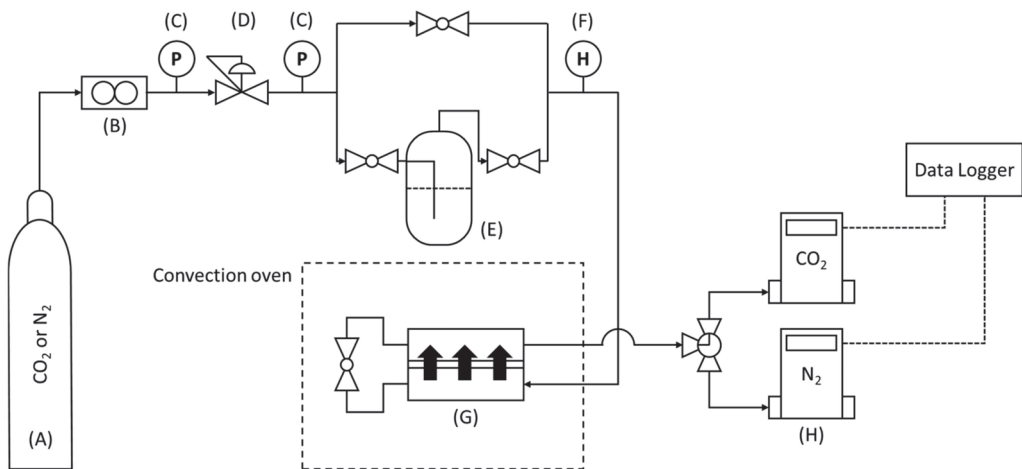 (C)
(D)
(C)
(F)
P
P
H
(B)
Data Logger
(E)
CO₂
Convection oven
CO₂ or N₂
N₂
(G)
(H)
(A)